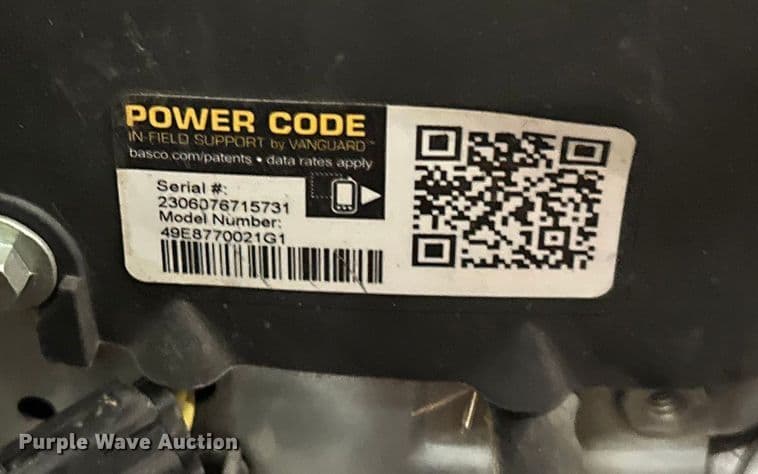 POWER CODE
IN-FIELD SUPPORT by VANGUARD™
basco.com/patents • data rates apply
Serial #:
2306076715731
Model Number:
49E8770021G1
Purple Wave Auction